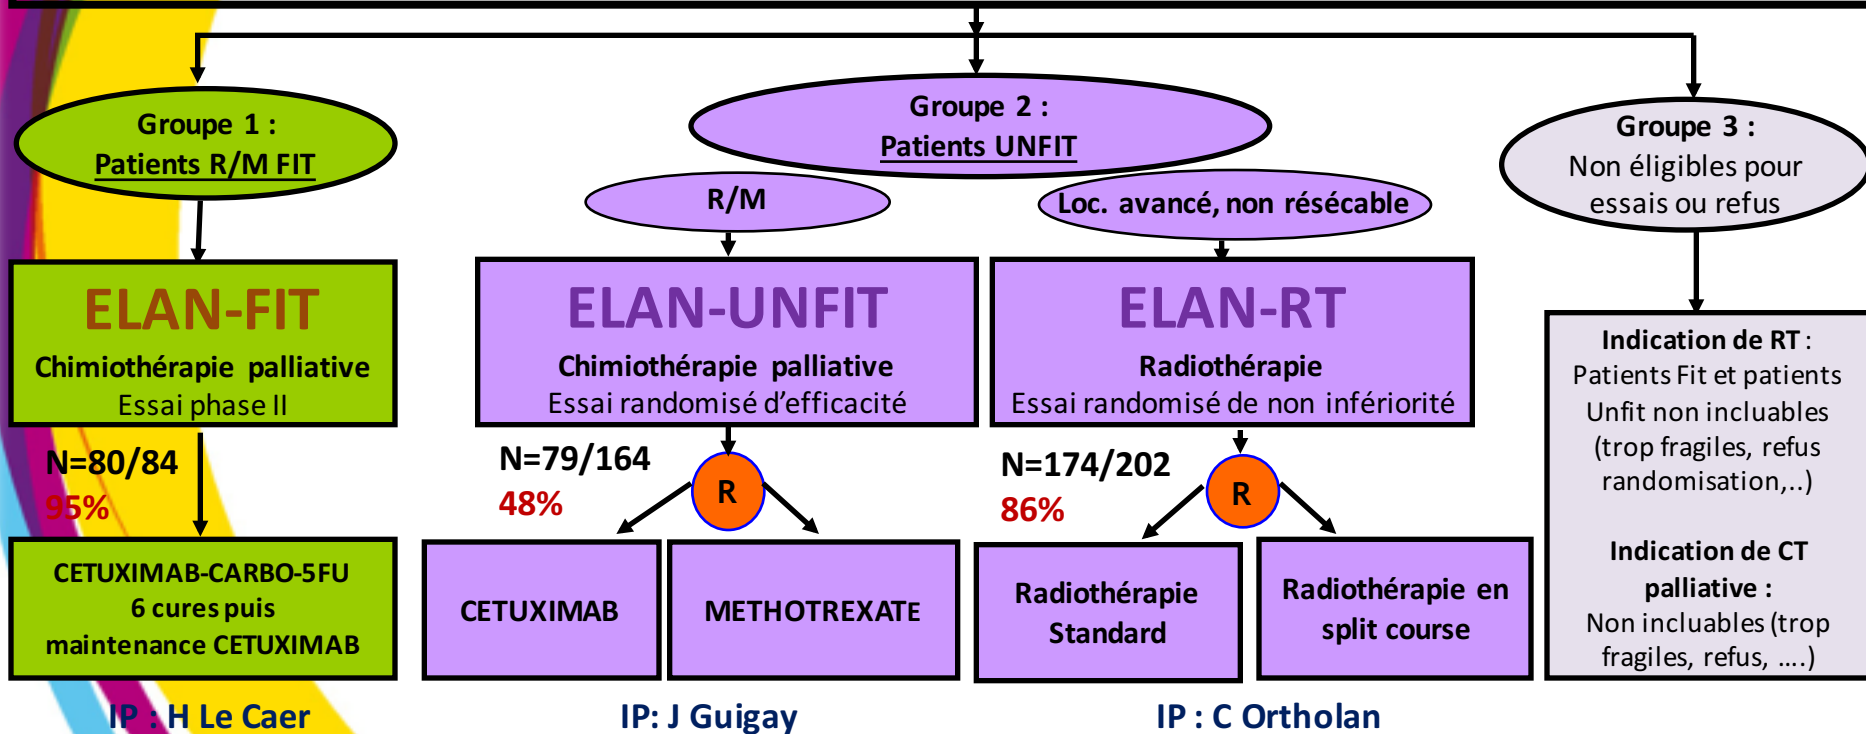 Groupe 1 :
Patients R/M FIT
ELAN-FIT
Chimiothérapie palliative
Essai phase II
N=80/84
95%
CETUXIMAB-CARBO-5FU
6 cures puis
maintenance CETUXIMAB
IP : H Le Caer
Groupe 2 :
Patients UNFIT
R/M
ELAN-UNFIT
Chimiothérapie palliative
Essai randomisé d'efficacité
N=79/164
48%
R
CETUXIMAB
METHOTREXATE
IP: J Guigay
Loc. avancé, non résécable
ELAN-RT
Radiothérapie
Essai randomisé de non infériorité
N=174/202
86%
R
Radiothérapie
Standard
Radiothérapie en
split course
IP : C Ortholan
Groupe 3 :
Non éligibles pour
essais ou refus
Indication de RT :
Patients Fit et patients
Unfit non incluables
(trop fragiles, refus
randomisation,..)
Indication de CT
palliative :
Non incluables (trop
fragiles, refus, ....)